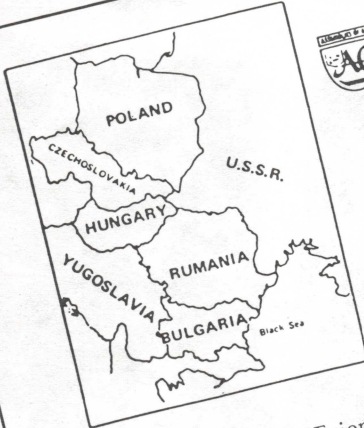 POLAND
CZECHOSLOVAKIA
U.S.S.R.
HUNGARY
YUGOSLAVIA
RUMANIA
BULGARIA
Black Sea